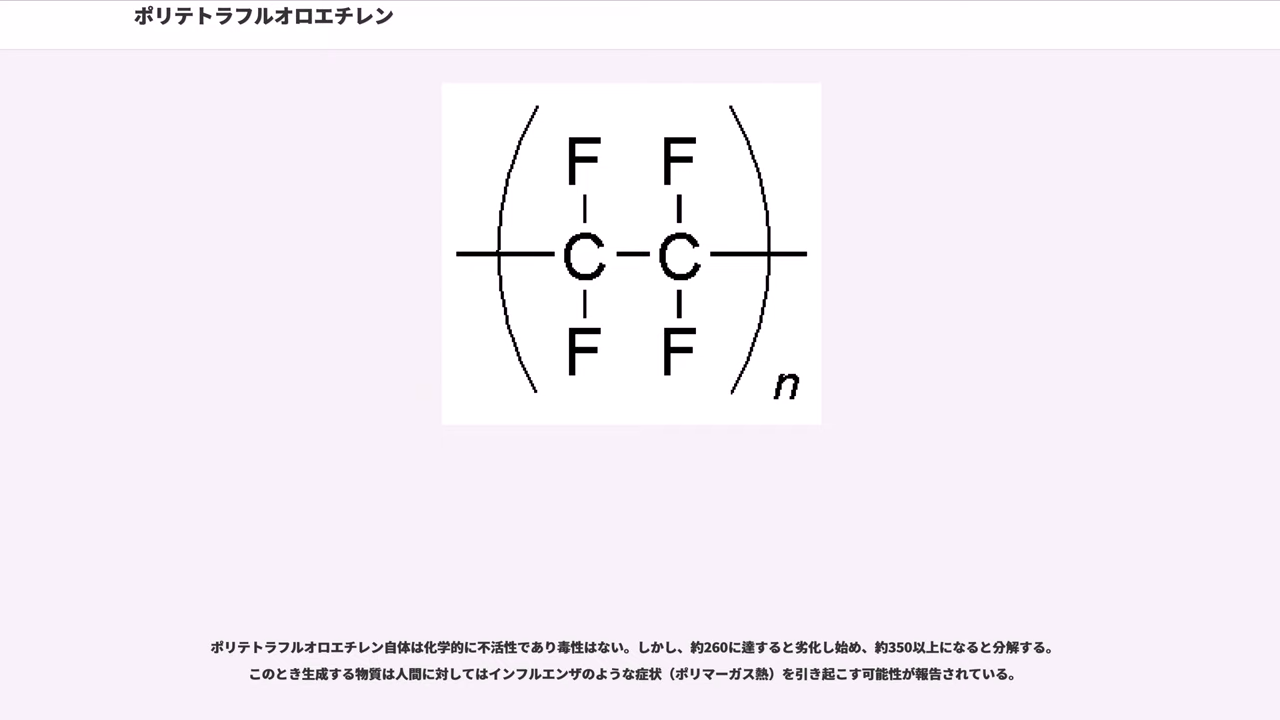 ポリテトラフルオロエチレン
F F
C C
F F
n
ポリテトラフルオロエチレン自体は化学的に不活性であり毒性はない。しかし、約260に達すると劣化し始め、約350以上になると分解する。
このとき生成する物質は人間に対してはインフルエンザのような症状（ポリマーガス熱）を引き起こす可能性が報告されている。